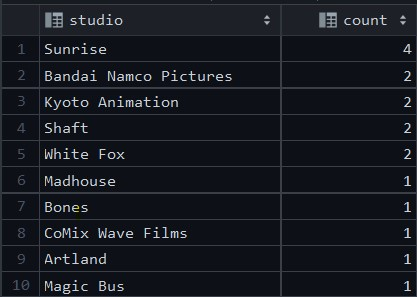 studio count
1 Sunrise 4
2 Bandai Namco Pictures 2
3 Kyoto Animation 2
4 Shaft 2
5 White Fox 2
6 Madhouse 1
7 Bones 1
8 CoMix Wave Films 1
9 Artland 1
10 Magic Bus 1